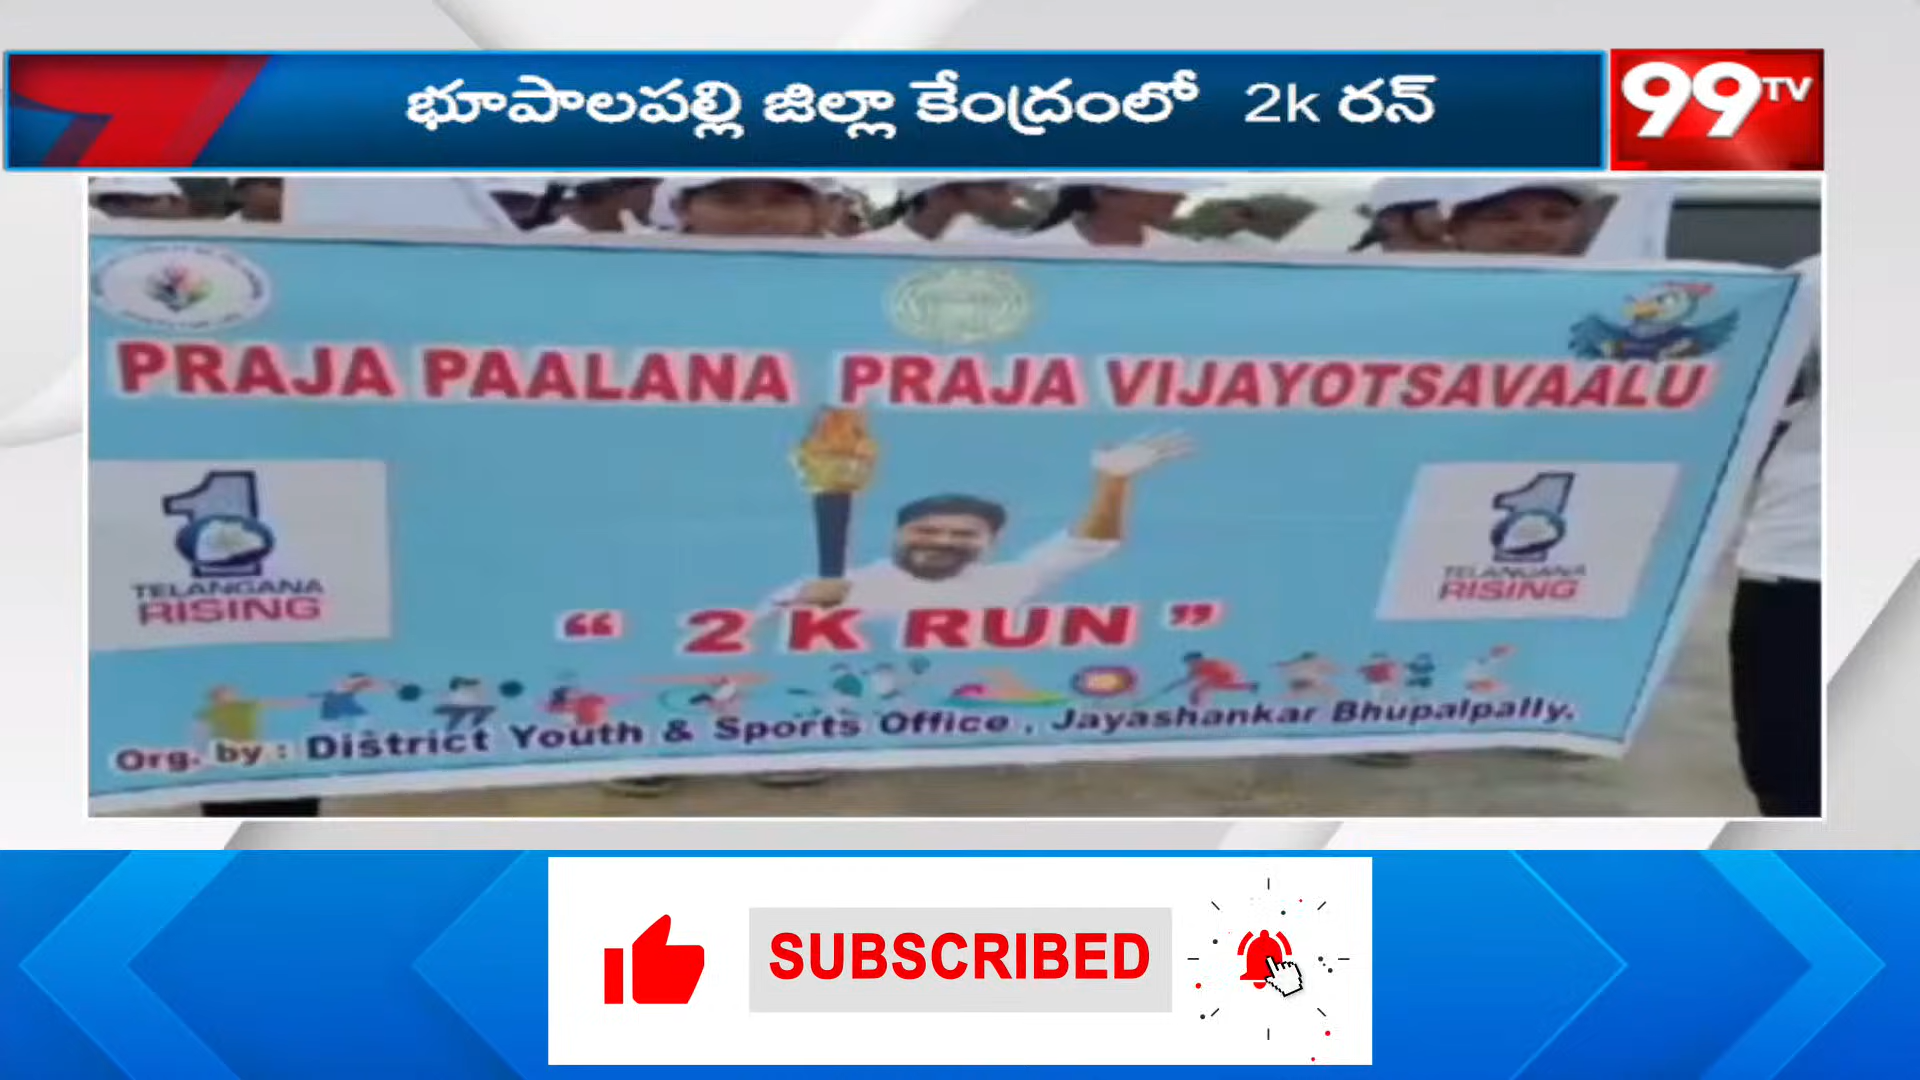 భూపాలపల్లి జిల్లా కేంద్రంలో 2k రన్
99TV
PRAJA PAALANA PRAJA VIJAYOTSAVAALU
TELANGANA
RISING
TELANGANA
RISING
“ 2 K RUN ”
Org. by : District Youth & Sports Office , Jayashankar Bhupalpally.
SUBSCRIBED